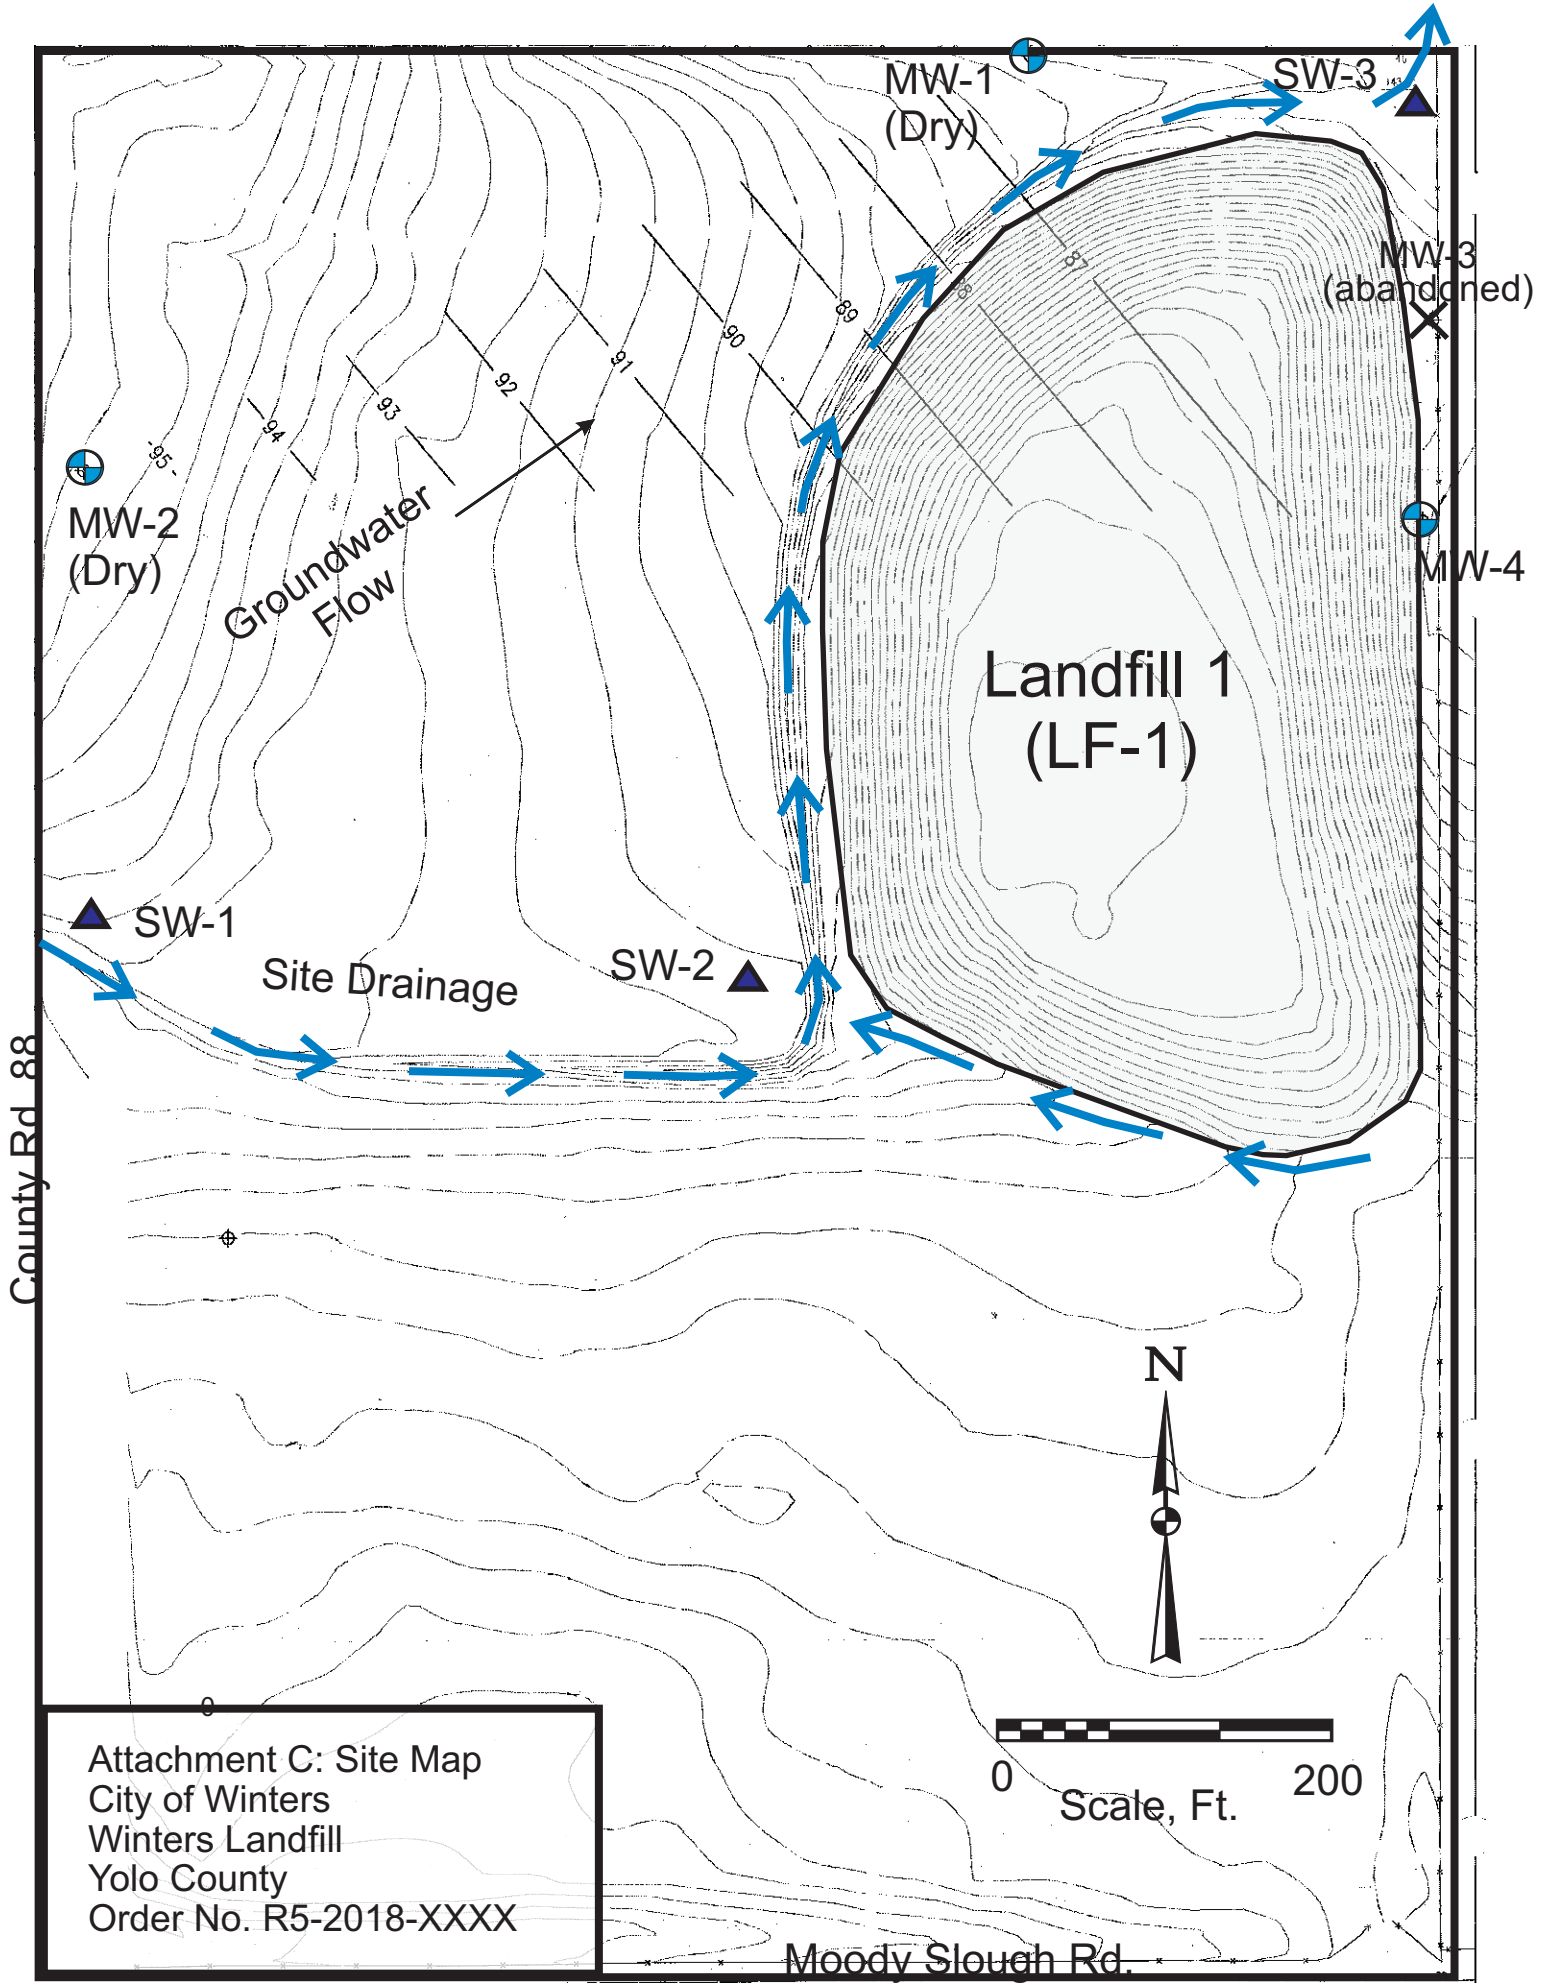 MW-1
(Dry)
SW-3
MW-3
(abandoned)
87
88
89
90
91
92
93
94
-95-
MW-2
(Dry)
Groundwater
Flow
MW-4
Landfill 1
(LF-1)
SW-1
SW-2
Site Drainage
County Rd. 88
N
0
0 200
Scale, Ft.
Attachment C: Site Map
City of Winters
Winters Landfill
Yolo County
Order No. R5-2018-XXXX
Moody Slough Rd.